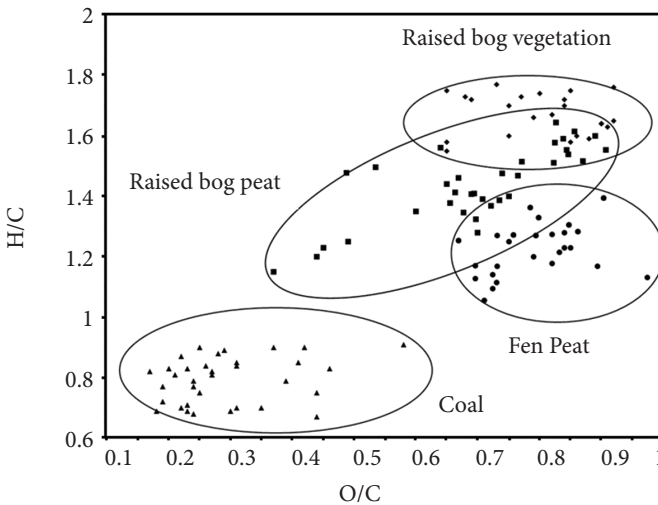 2
Raised bog vegetation
1.8
1.6
Raised bog peat
1.4
H/C
1.2
1
Fen Peat
0.8
Coal
0.6
0.1 0.2 0.3 0.4 0.5 0.6 0.7 0.8 0.9 1
O/C